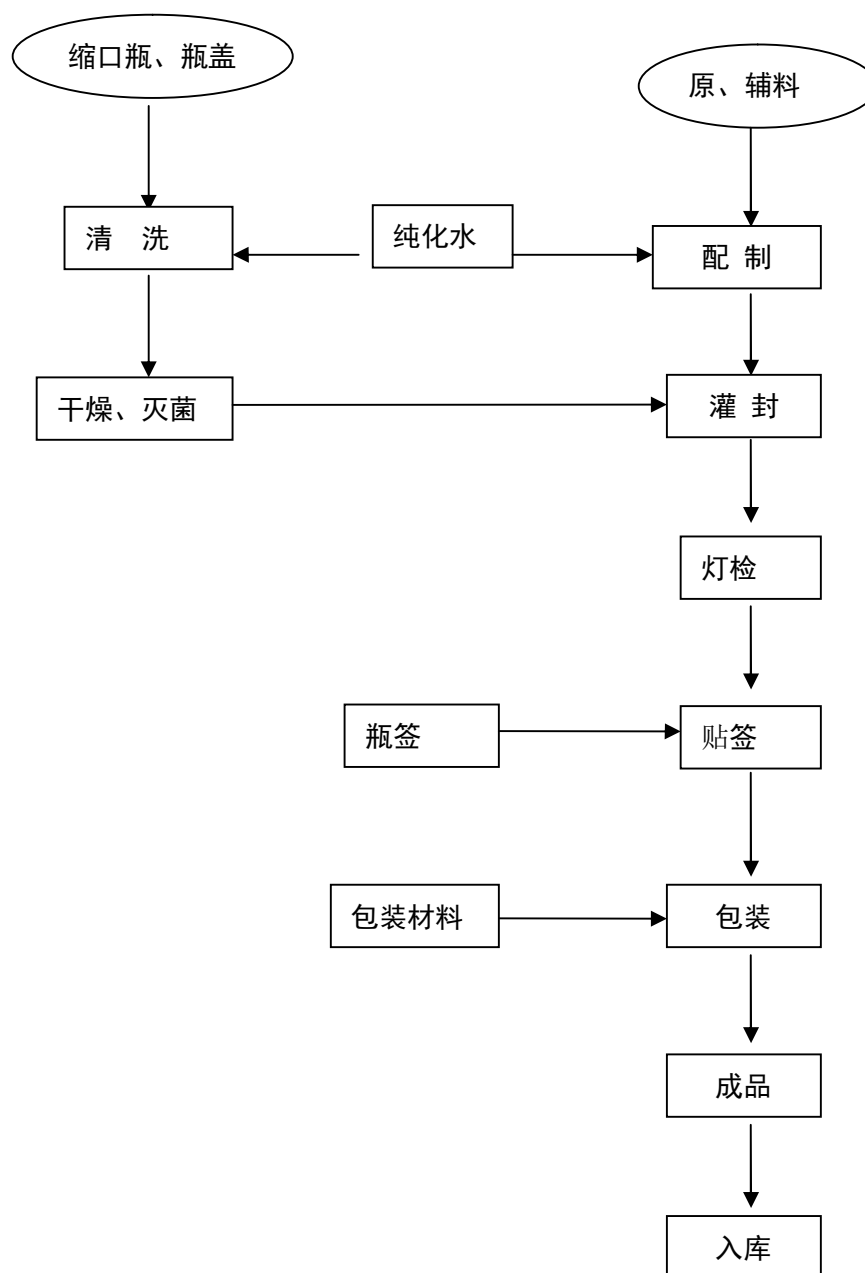 缩口瓶、瓶盖
原、辅料
清 洗
纯化水
配 制
干燥、灭菌
灌 封
灯检
瓶签
贴签
包装材料
包装
成品
入库